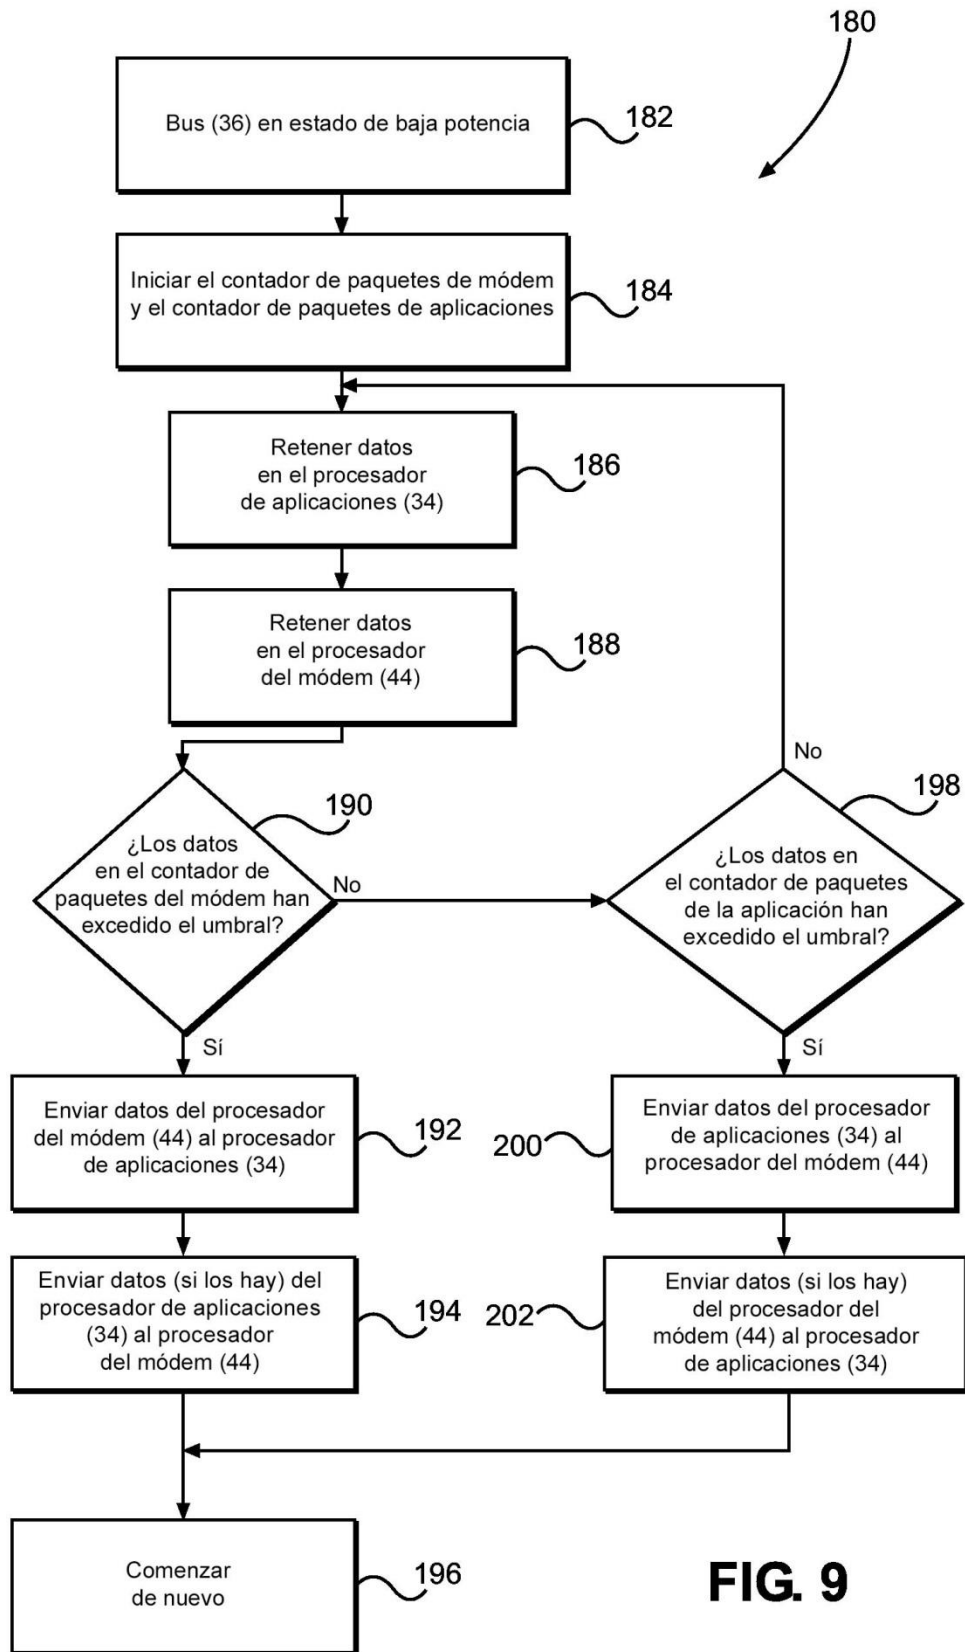 180
Bus (36) en estado de baja potencia
182
Iniciar el contador de paquetes de módem
y el contador de paquetes de aplicaciones
184
Retener datos
en el procesador
de aplicaciones (34)
186
Retener datos
en el procesador
del módem (44)
188
¿Los datos
en el contador de
paquetes del módem han
excedido el umbral?
190
No
Sí
¿Los datos en
el contador de paquetes
de la aplicación han
excedido el umbral?
198
No
Sí
Enviar datos del procesador
del módem (44) al procesador
de aplicaciones (34)
192
Enviar datos del procesador
de aplicaciones (34) al
procesador del módem (44)
200
Enviar datos (si los hay) del
procesador de aplicaciones
(34) al procesador
del módem (44)
194
Enviar datos (si los hay)
del procesador del
módem (44) al procesador
de aplicaciones (34)
202
Comenzar
de nuevo
196
FIG. 9